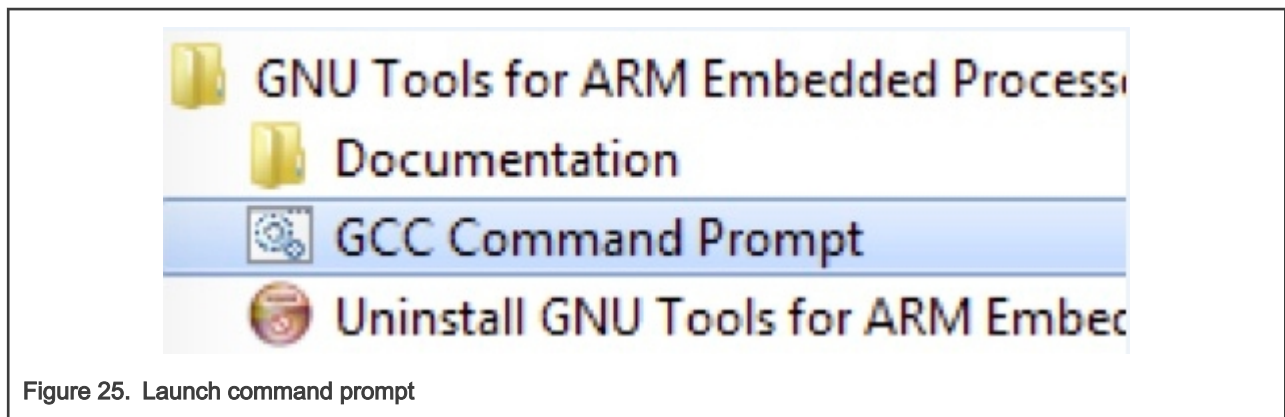 GNU Tools for ARM Embedded Process
Documentation
GCC Command Prompt
Uninstall GNU Tools for ARM Embed
Figure 25. Launch command prompt